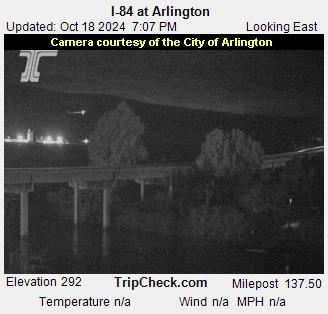 I-84 at Arlington
Updated: Oct 18 2024 7:07 PM Looking East
Camera courtesy of the City of Arlington
Elevation 292 TripCheck.com Milepost 137.50
Temperature n/a Wind n/a MPH n/a